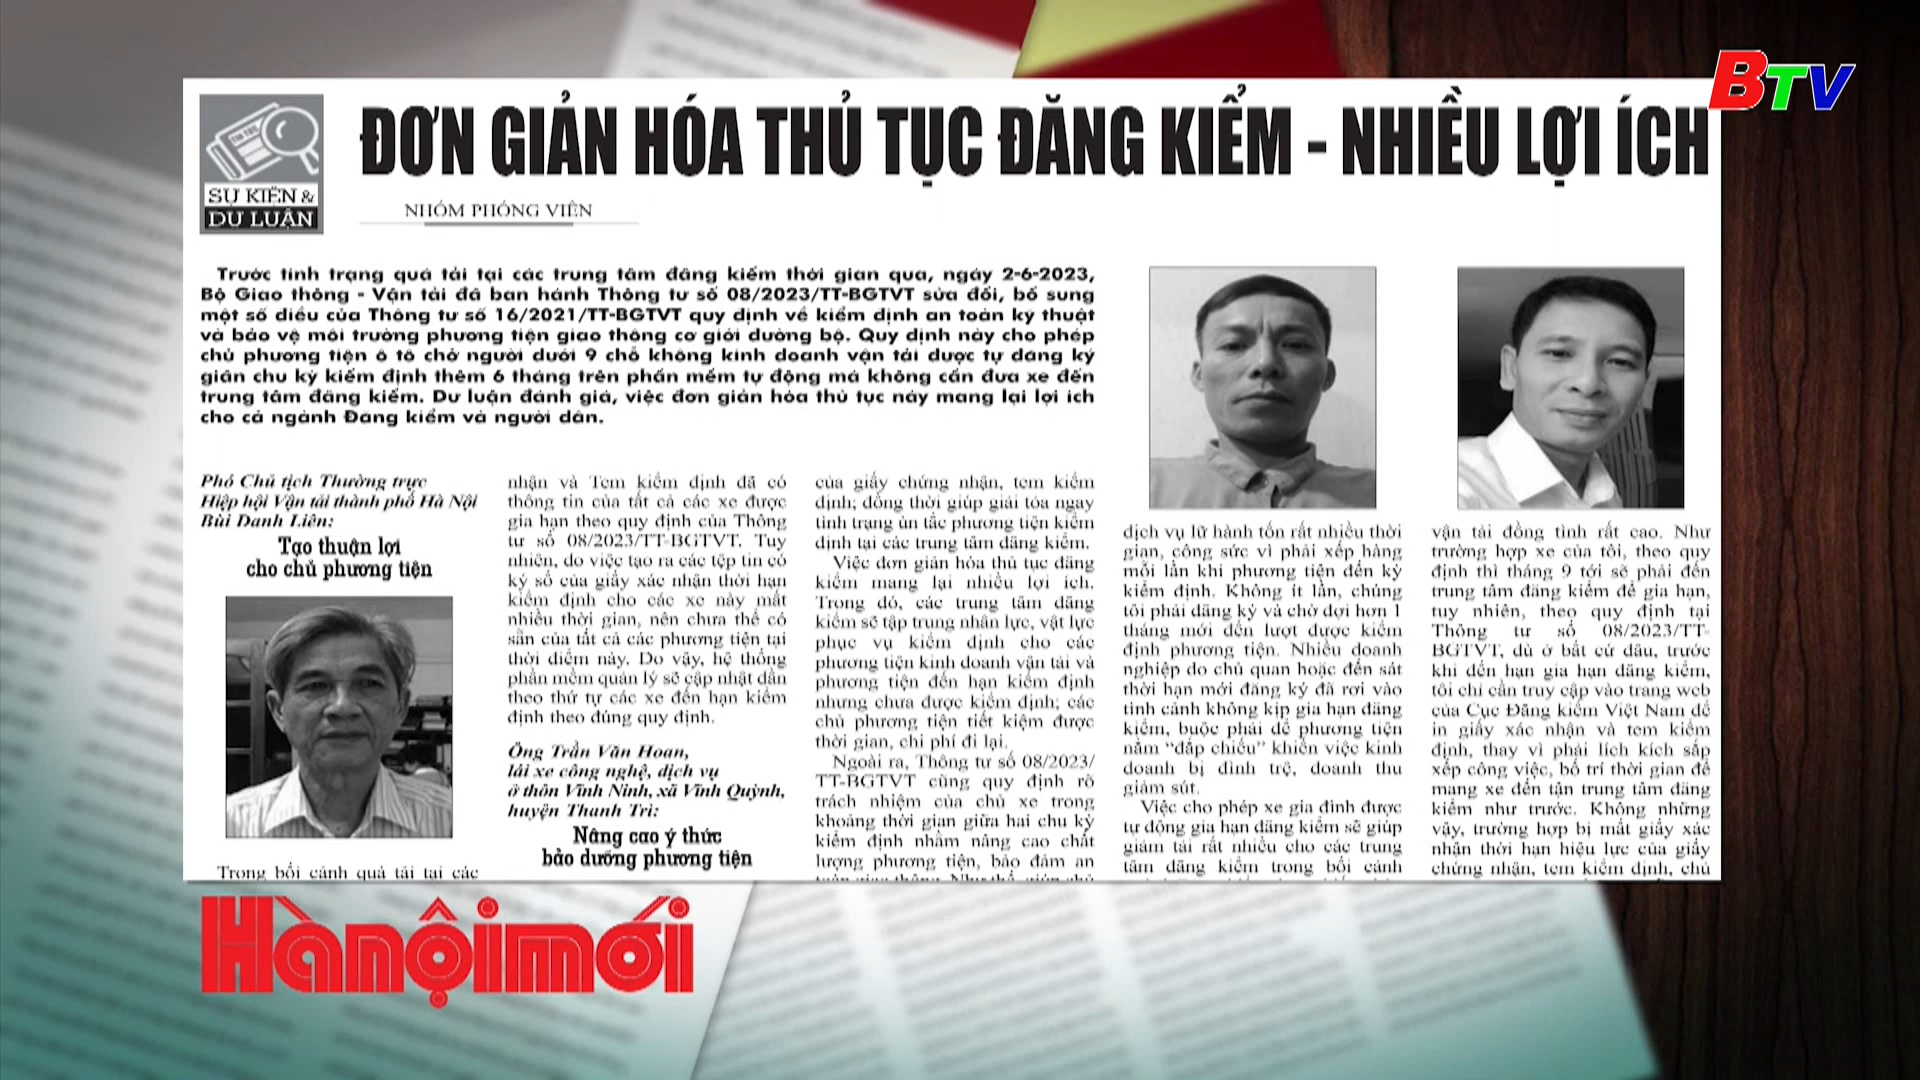 BTV
ĐƠN GIẢN HÓA THỦ TỤC ĐĂNG KIỂM - NHIỀU LỢI ÍCH
SỰ KIỆN &
DƯ LUẬN
NHÓM PHÓNG VIÊN
Trước tình trạng quá tải tại các trung tâm đăng kiểm thời gian qua, ngày 2-6-2023,
Bộ Giao thông - Vận tải đã ban hành Thông tư số 08/2023/TT-BGTVT sửa đổi, bổ sung
một số điều của Thông tư số 16/2021/TT-BGTVT quy định về kiểm định an toàn kỹ thuật
và bảo vệ môi trường phương tiện giao thông cơ giới đường bộ. Quy định này cho phép
chủ phương tiện ô tô chở người dưới 9 chỗ không kinh doanh vận tải được tự đăng ký
giãn chu kỳ kiểm định thêm 6 tháng trên phần mềm tự động mà không cần đưa xe đến
trung tâm đăng kiểm. Dư luận đánh giá, việc đơn giản hóa thủ tục này mang lại lợi ích
cho cả ngành Đăng kiểm và người dân.
Phó Chủ tịch Thường trực
Hiệp hội Vận tải thành phố Hà Nội
Bùi Danh Liên:
Tạo thuận lợi
cho chủ phương tiện
Trong bối cảnh quá tải tại các
nhận và Tem kiểm định đã có
thông tin của tất cả các xe được
gia hạn theo quy định của Thông
tư số 08/2023/TT-BGTVT. Tuy
nhiên, do việc tạo ra các tệp tin có
ký số của giấy xác nhận thời hạn
kiểm định cho các xe này mất
nhiều thời gian, nên chưa thể có
sẵn của tất cả các phương tiện tại
thời điểm này. Do vậy, hệ thống
phần mềm quản lý sẽ cập nhật dần
theo thứ tự các xe đến hạn kiểm
định theo đúng quy định.
Ông Trần Văn Hoan,
lái xe công nghệ, dịch vụ
ở thôn Vĩnh Ninh, xã Vĩnh Quỳnh,
huyện Thanh Trì:
Nâng cao ý thức
bảo dưỡng phương tiện
của giấy chứng nhận, tem kiểm
định; đồng thời giúp giải tỏa ngay
tình trạng ùn tắc phương tiện kiểm
định tại các trung tâm đăng kiểm.
Việc đơn giản hóa thủ tục đăng
kiểm mang lại nhiều lợi ích.
Trong đó, các trung tâm đăng
kiểm sẽ tập trung nhân lực, vật lực
phục vụ kiểm định cho các
phương tiện kinh doanh vận tải và
phương tiện đến hạn kiểm định
nhưng chưa được kiểm định; các
chủ phương tiện tiết kiệm được
thời gian, chi phí đi lại.
Ngoài ra, Thông tư số 08/2023/
TT-BGTVT cũng quy định rõ
trách nhiệm của chủ xe trong
khoảng thời gian giữa hai chu kỳ
kiểm định nhằm nâng cao chất
lượng phương tiện, bảo đảm an
dịch vụ lữ hành tốn rất nhiều thời
gian, công sức vì phải xếp hàng
mỗi lần khi phương tiện đến kỳ
kiểm định. Không ít lần, chúng
tôi phải đăng ký và chờ đợi hơn 1
tháng mới đến lượt được kiểm
định phương tiện. Nhiều doanh
nghiệp do chủ quan hoặc đến sát
thời hạn mới đăng ký đã rơi vào
tình cảnh không kịp gia hạn đăng
kiểm, buộc phải để phương tiện
nằm “đắp chiếu” khiến việc kinh
doanh bị đình trệ, doanh thu
giảm sút.
Việc cho phép xe gia đình được
tự động gia hạn đăng kiểm sẽ giúp
giảm tải rất nhiều cho các trung
tâm đăng kiểm trong bối cảnh
vận tải đồng tình rất cao. Như
trường hợp xe của tôi, theo quy
định thì tháng 9 tới sẽ phải đến
trung tâm đăng kiểm để gia hạn,
tuy nhiên, theo quy định tại
Thông tư số 08/2023/TT-
BGTVT, dù ở bất cứ đâu, trước
khi đến hạn gia hạn đăng kiểm,
tôi chỉ cần truy cập vào trang web
của Cục Đăng kiểm Việt Nam để
in giấy xác nhận và tem kiểm
định, thay vì phải lích kích sắp
xếp công việc, bố trí thời gian để
mang xe đến tận trung tâm đăng
kiểm như trước. Không những
vậy, trường hợp bị mất giấy xác
nhận thời hạn hiệu lực của giấy
chứng nhận, tem kiểm định, chủ
Hànộimới